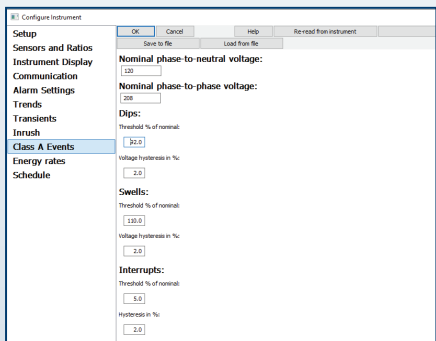 Configure Instrument
Setup
Sensors and Ratios
Instrument Display
Communication
Alarm Settings
Trends
Transients
Inrush
Class A Events
Energy rates
Schedule
OK Cancel Help Re-read from instrument
Save to file Load from file
Nominal phase-to-neutral voltage:
120
Nominal phase-to-phase voltage:
208
Dips:
Threshold % of nominal:
92.0
Voltage hysteresis in %:
2.0
Swells:
Threshold % of nominal:
110.0
Voltage hysteresis in %:
2.0
Interrupts:
Threshold % of nominal:
5.0
Hysteresis in %:
2.0